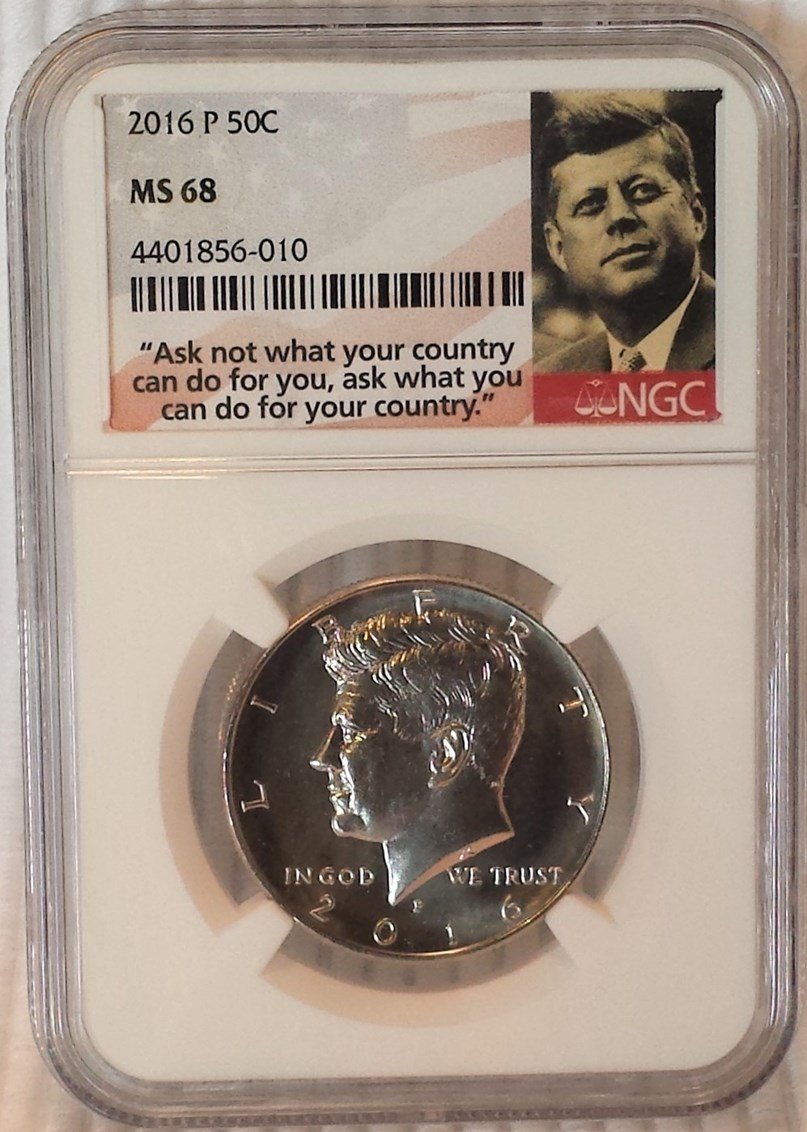 2016 P 50C
MS 68
4401856-010
“Ask not what your country
can do for you, ask what you
can do for your country.”
NGC
LIBERTY
IN GOD WE TRUST
P
2016